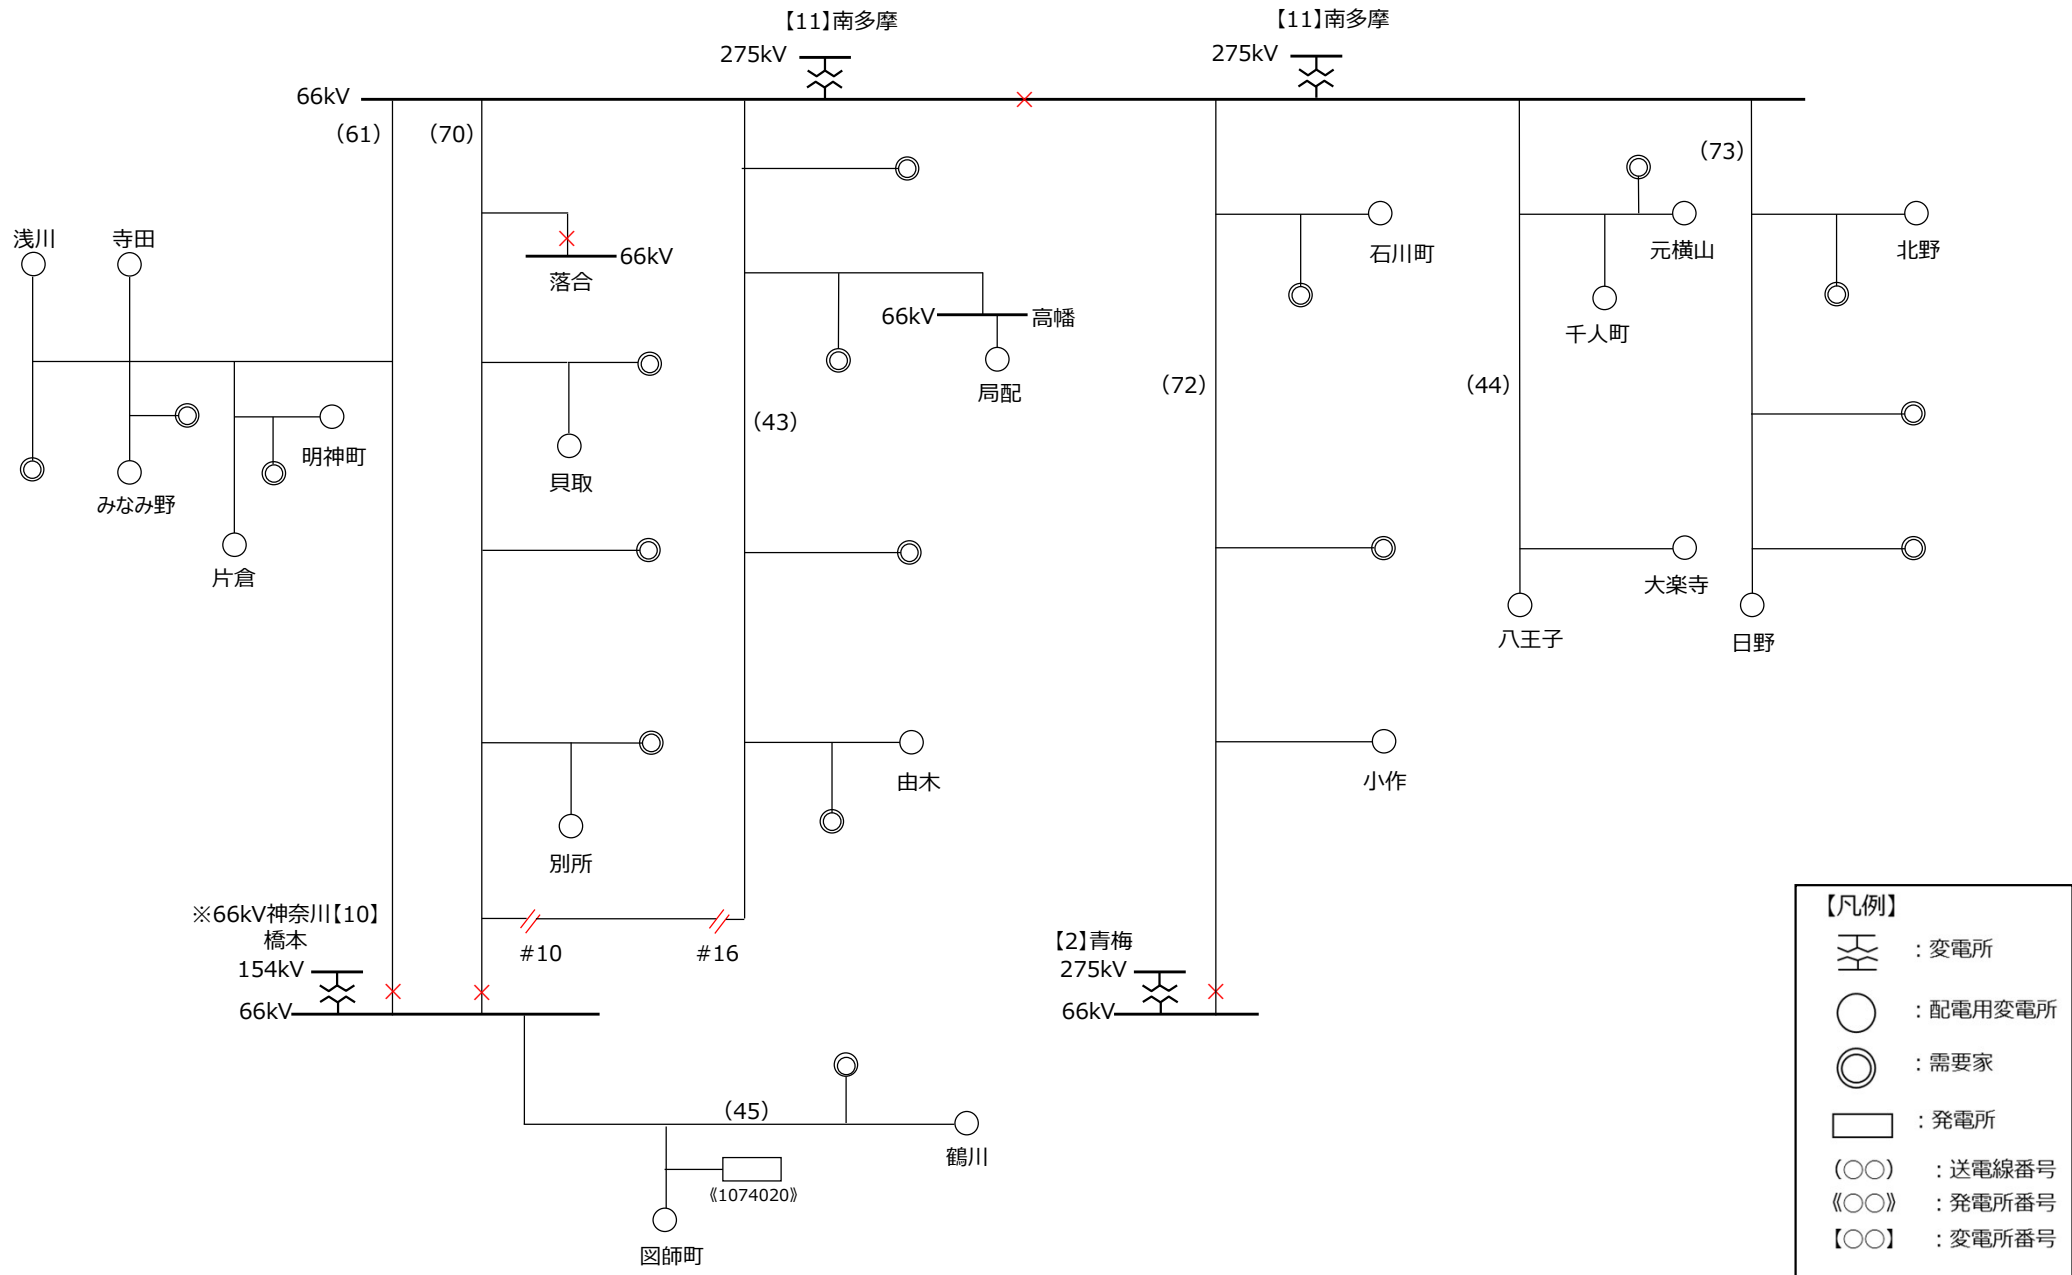 【11】南多摩
275kV
【11】南多摩
275kV
66kV
(61)
(70)
(73)
浅川
寺田
落合
66kV
石川町
元横山
北野
66kV
高幡
千人町
局配
(43)
(72)
(44)
明神町
貝取
みなみ野
片倉
大楽寺
八王子
日野
由木
小作
別所
※66kV神奈川【10】
橋本
154kV
66kV
#10
#16
【2】青梅
275kV
66kV
(45)
鶴川
《1074020》
図師町
【凡例】
:変電所
:配電用変電所
:需要家
:発電所
(○○) :送電線番号
《○○》 :発電所番号
【○○】 :変電所番号